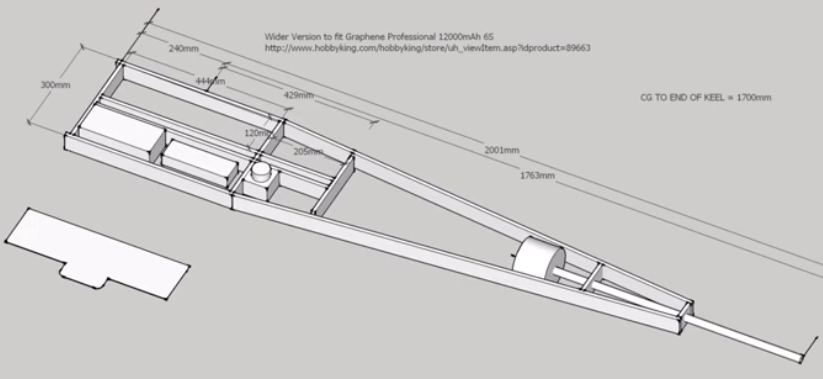 Wider Version to fit Graphene Professional 12000mAh 6S
http://www.hobbyking.com/hobbyking/store/uh_viewItem.asp?idproduct=89663
240mm
444mm
300mm
429mm
CG TO END OF KEEL = 1700mm
120mm
205mm
2001mm
1763mm